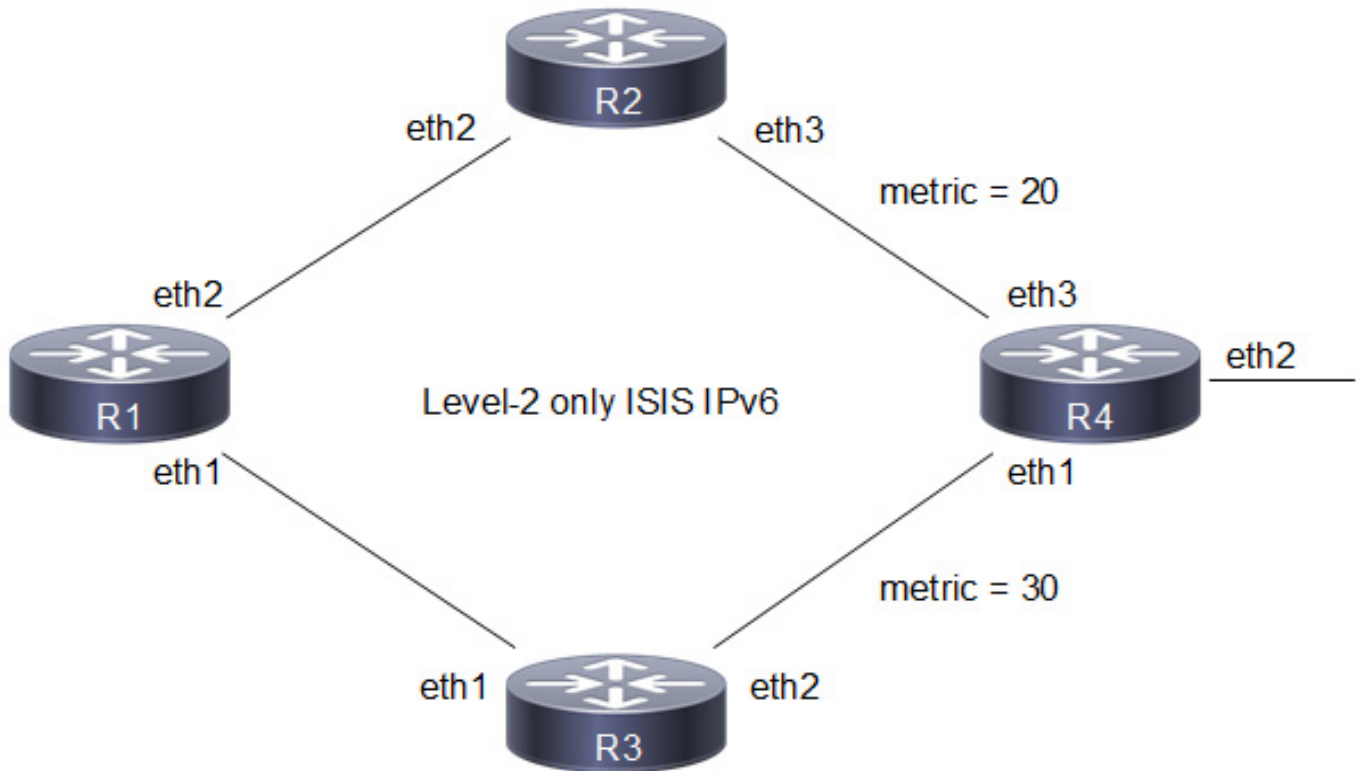 R2
eth2
eth3
metric = 20
eth2
eth3
eth2
R1
Level-2 only ISIS IPv6
R4
eth1
eth1
metric = 30
eth1
eth2
R3